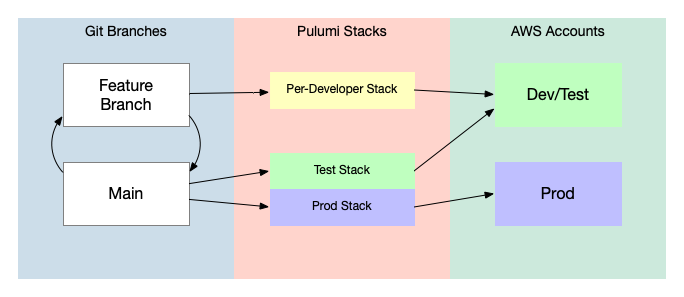 Git Branches
Pulumi Stacks
AWS Accounts
Feature
Branch
Per-Developer Stack
Dev/Test
Main
Test Stack
Prod Stack
Prod